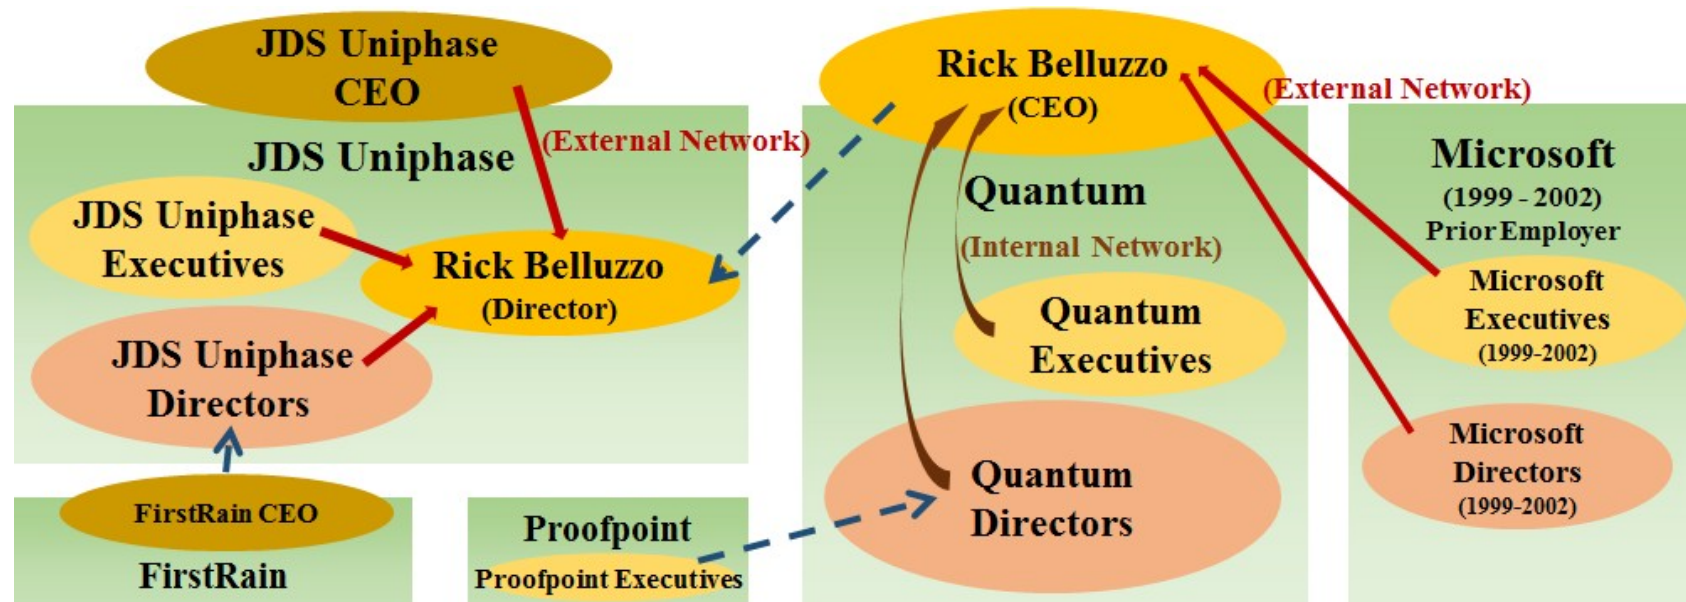 JDS Uniphase
CEO
(External Network)
JDS Uniphase
JDS Uniphase
Executives
Rick Belluzzo
(Director)
JDS Uniphase
Directors
FirstRain CEO
FirstRain
Proofpoint
Proofpoint Executives
Rick Belluzzo
(CEO)
(External Network)
Quantum
(Internal Network)
Quantum
Executives
Quantum
Directors
Microsoft
(1999 - 2002)
Prior Employer
Microsoft
Executives
(1999-2002)
Microsoft
Directors
(1999-2002)